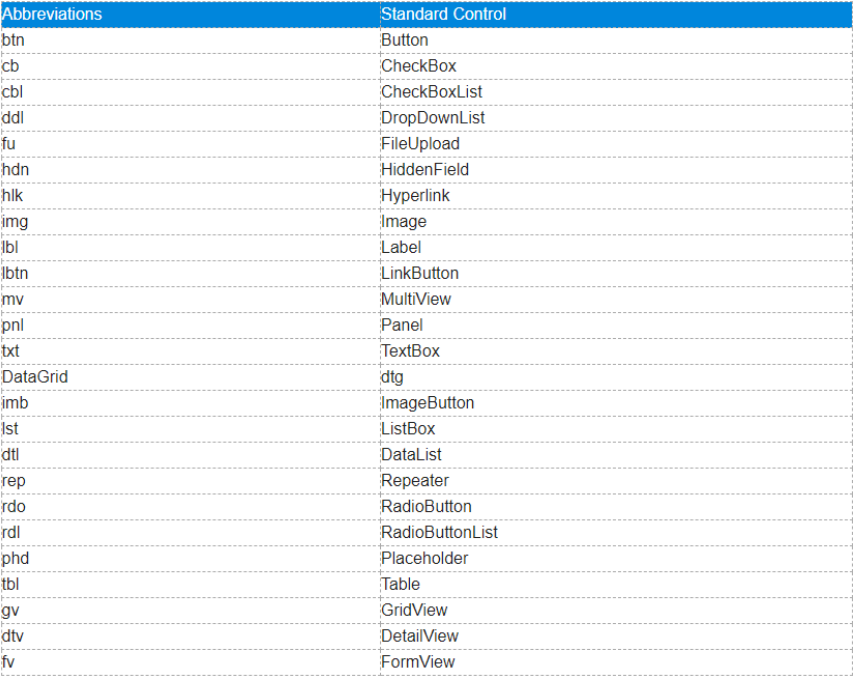 Abbreviations Standard Control
btn Button
cb CheckBox
cbl CheckBoxList
ddl DropDownList
fu FileUpload
hdn HiddenField
hlk Hyperlink
img Image
lbl Label
lbtn LinkButton
mv MultiView
pnl Panel
txt TextBox
DataGrid dtg
imb ImageButton
lst ListBox
dtl DataList
rep Repeater
rdo RadioButton
rdl RadioButtonList
phd Placeholder
tbl Table
gv GridView
dtv DetailView
fv FormView